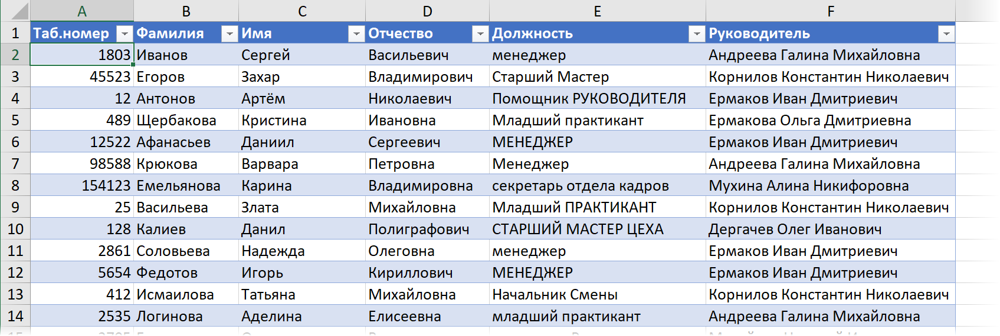 A B C D E F
1 Таб.номер Фамилия Имя Отчество Должность Руководитель
2 1803 Иванов Сергей Васильевич менеджер Андреева Галина Михайловна
3 45523 Егоров Захар Владимирович Старший Мастер Корнилов Константин Николаевич
4 12 Антонов Артём Николаевич Помощник РУКОВОДИТЕЛЯ Ермаков Иван Дмитриевич
5 489 Щербакова Кристина Ивановна Младший практикант Ермакова Ольга Дмитриевна
6 12522 Афанасьев Даниил Сергеевич МЕНЕДЖЕР Ермаков Иван Дмитриевич
7 98588 Крюкова Варвара Петровна Менеджер Андреева Галина Михайловна
8 154123 Емельянова Карина Владимировна секретарь отдела кадров Мухина Алина Никифоровна
9 25 Васильева Злата Михайловна Младший ПРАКТИКАНТ Корнилов Константин Николаевич
10 128 Калиев Данил Полиграфович СТАРШИЙ МАСТЕР ЦЕХА Дергачев Олег Иванович
11 2861 Соловьева Надежда Олеговна менеджер Ермаков Иван Дмитриевич
12 5654 Федотов Игорь Кириллович МЕНЕДЖЕР Ермаков Иван Дмитриевич
13 412 Исмаилова Татьяна Михайловна Начальник Смены Корнилов Константин Николаевич
14 2535 Логинова Аделина Елисеевна младший практикант Андреева Галина Михайловна